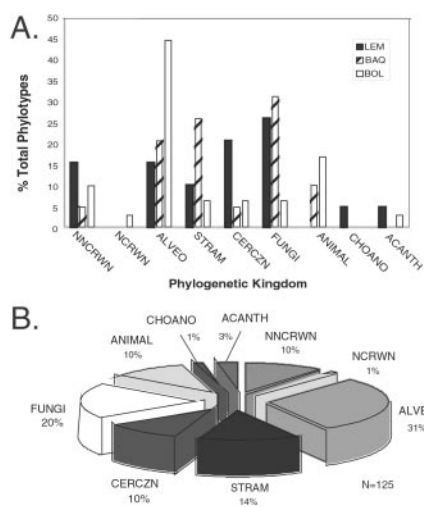 A.
% Total Phylotypes
50
45
40
35
30
25
20
15
10
5
0
LEM
BAQ
BOL
NNCRWN
NCRWN
ALVEO
STRAM
CERCZN
FUNGI
ANIMAL
CHOANO
ACANTH
Phylogenetic Kingdom
B.
CHOANO
1%
ACANTH
3%
NNCRWN
10%
NCRWN
1%
ALVE
31%
STRAM
14%
CERCZN
10%
FUNGI
20%
ANIMAL
10%
N=125